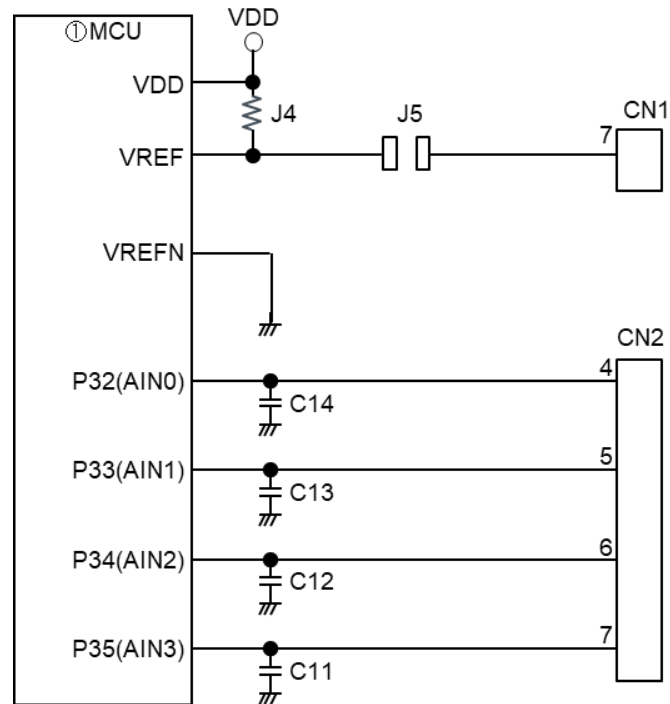 ①MCU
VDD
VDD
J4
J5
CN1
7
VREF
VREFN
CN2
P32(AIN0)
C14
4
P33(AIN1)
C13
5
P34(AIN2)
C12
6
P35(AIN3)
C11
7